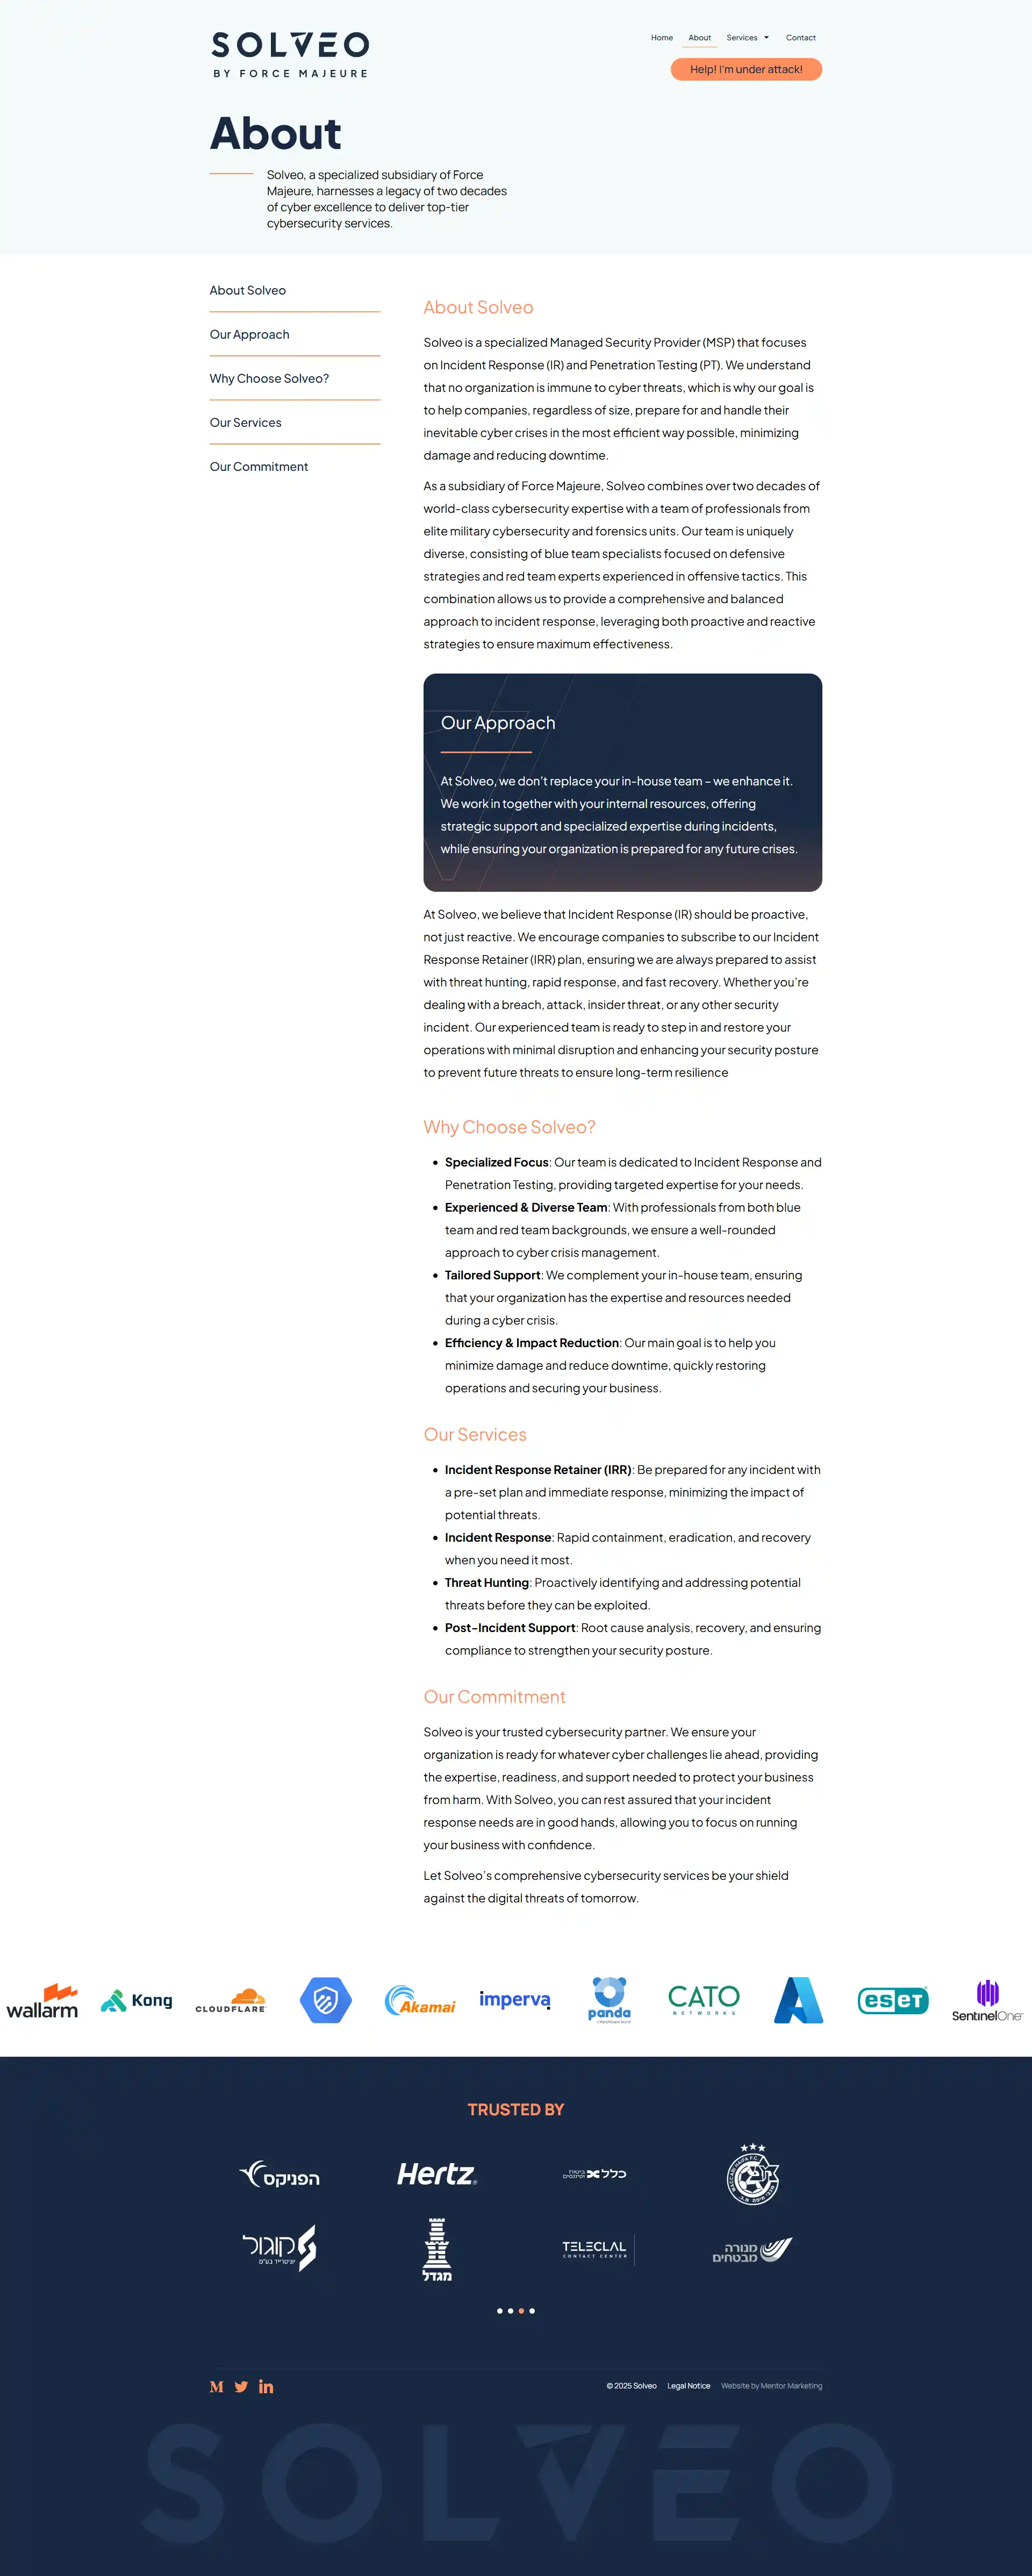 SOLVEO
BY FORCE MAJEURE
Home
About
Services
Contact
Help! I'm under attack!
About
Solveo, a specialized subsidiary of Force
Majeure, harnesses a legacy of two decades
of cyber excellence to deliver top-tier
cybersecurity services.
About Solveo
Our Approach
Why Choose Solveo?
Our Services
Our Commitment
About Solveo
Solveo is a specialized Managed Security Provider (MSP) that focuses
on Incident Response (IR) and Penetration Testing (PT). We understand
that no organization is immune to cyber threats, which is why our goal is
to help companies, regardless of size, prepare for and handle their
inevitable cyber crises in the most efficient way possible, minimizing
damage and reducing downtime.
As a subsidiary of Force Majeure, Solveo combines over two decades of
world-class cybersecurity expertise with a team of professionals from
elite military cybersecurity and forensics units. Our team is uniquely
diverse, consisting of blue team specialists focused on defensive
strategies and red team experts experienced in offensive tactics. This
combination allows us to provide a comprehensive and balanced
approach to incident response, leveraging both proactive and reactive
strategies to ensure maximum effectiveness.
Our Approach
At Solveo, we don't replace your in-house team – we enhance it.
We work in together with your internal resources, offering
strategic support and specialized expertise during incidents,
while ensuring your organization is prepared for any future crises.
At Solveo, we believe that Incident Response (IR) should be proactive,
not just reactive. We encourage companies to subscribe to our Incident
Response Retainer (IRR) plan, ensuring we are always prepared to assist
with threat hunting, rapid response, and fast recovery. Whether you're
dealing with a breach, attack, insider threat, or any other security
incident. Our experienced team is ready to step in and restore your
operations with minimal disruption and enhancing your security posture
to prevent future threats to ensure long-term resilience
Why Choose Solveo?
• Specialized Focus: Our team is dedicated to Incident Response and
Penetration Testing, providing targeted expertise for your needs.
• Experienced & Diverse Team: With professionals from both blue
team and red team backgrounds, we ensure a well-rounded
approach to cyber crisis management.
• Tailored Support: We complement your in-house team, ensuring
that your organization has the expertise and resources needed
during a cyber crisis.
• Efficiency & Impact Reduction: Our main goal is to help you
minimize damage and reduce downtime, quickly restoring
operations and securing your business.
Our Services
• Incident Response Retainer (IRR): Be prepared for any incident with
a pre-set plan and immediate response, minimizing the impact of
potential threats.
• Incident Response: Rapid containment, eradication, and recovery
when you need it most.
• Threat Hunting: Proactively identifying and addressing potential
threats before they can be exploited.
• Post-Incident Support: Root cause analysis, recovery, and ensuring
compliance to strengthen your security posture.
Our Commitment
Solveo is your trusted cybersecurity partner. We ensure your
organization is ready for whatever cyber challenges lie ahead, providing
the expertise, readiness, and support needed to protect your business
from harm. With Solveo, you can rest assured that your incident
response needs are in good hands, allowing you to focus on running
your business with confidence.
Let Solveo's comprehensive cybersecurity services be your shield
against the digital threats of tomorrow.
wallarm
Kong
CLOUDFLARE
Akamai
imperva
panda
CATO
NETWORKS
eset
SentinelOne
TRUSTED BY
הפניקס
Hertz
כלל
ביטוח
ופיננסים
MACCABI HAIFA F.C.
קוגול
יוניטרייד בע"מ
מגדל
TELECLAL
CONTACT CENTER
מנורה
מבטחים
M
in
© 2025 Solveo
Legal Notice
Website by Mentor Marketing
SOLVEO